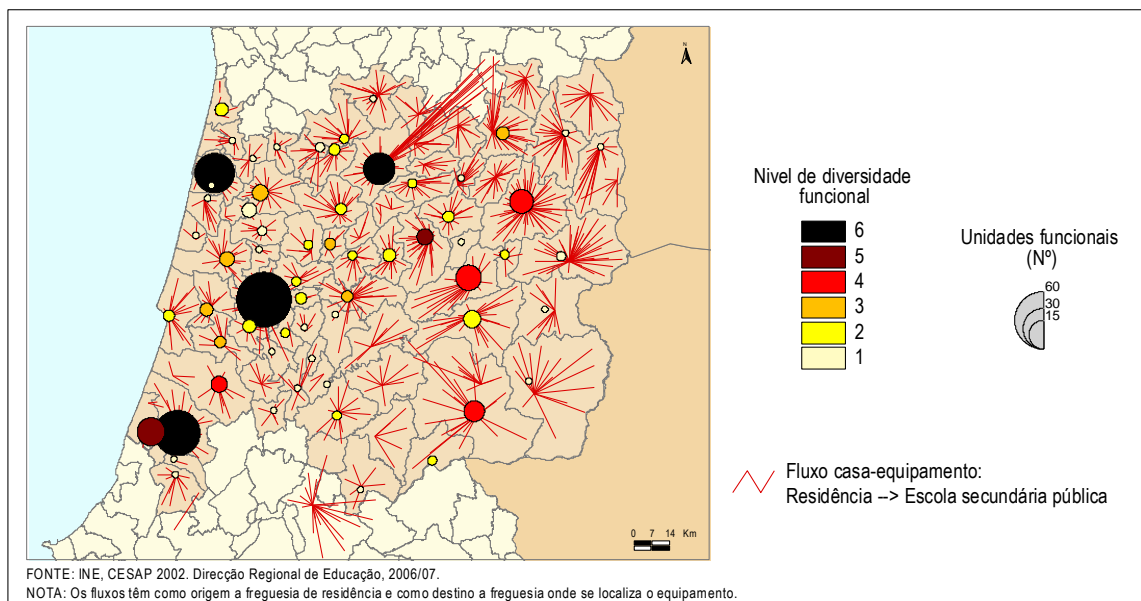 N
Nivel de diversidade
funcional
6
5
4
3
2
1
Unidades funcionais
(Nº)
60
30
15
Fluxo casa-equipamento:
Residência --> Escola secundária pública
0 7 14 Km
FONTE: INE, CESAP 2002. Direcção Regional de Educação, 2006/07.
NOTA: Os fluxos têm como origem a freguesia de residência e como destino a freguesia onde se localiza o equipamento.